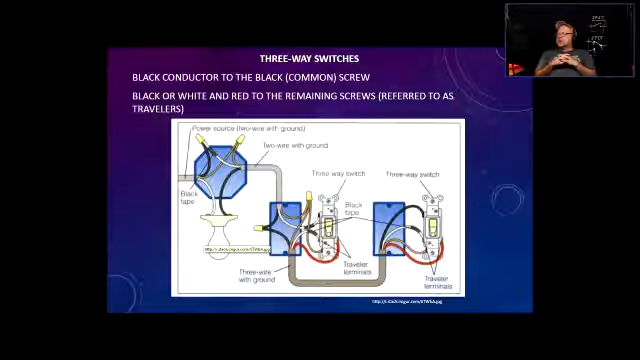 THREE-WAY SWITCHES
BLACK CONDUCTOR TO THE BLACK (COMMON) SCREW
BLACK OR WHITE AND RED TO THE REMAINING SCREWS (REFERRED TO AS
TRAVELERS)
Power source (two-wire with ground)
Two-wire with ground
Three-way switch
Three-way switch
Black
tape
Black
tape
Three-wire
with ground
Traveler
terminals
Traveler
terminals